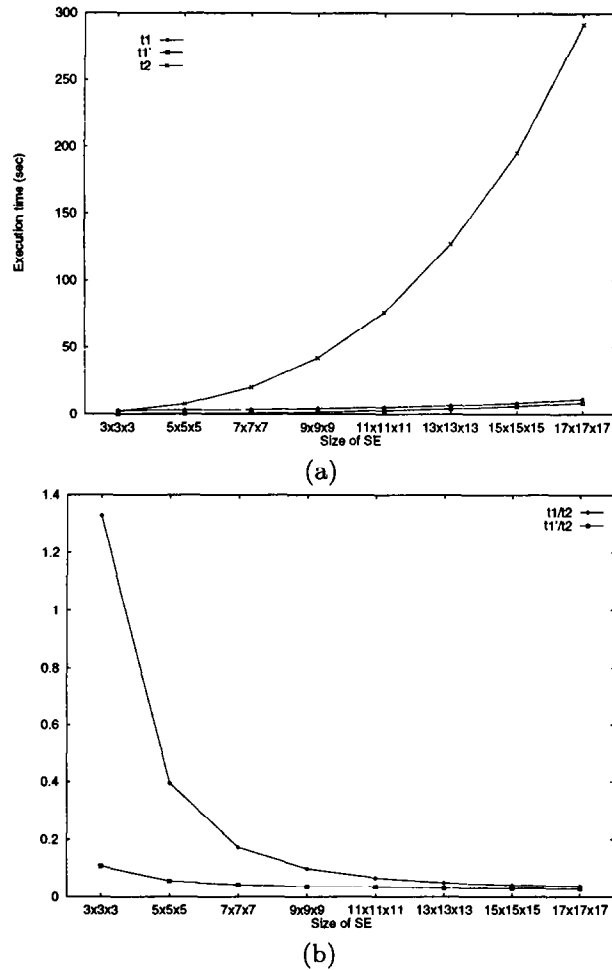 300
250
200
150
100
50
0
Execution time (sec)
t1
t1'
t2
3x3x3 5x5x5 7x7x7 9x9x9 11x11x11 13x13x13 15x15x15 17x17x17
Size of SE
(a)
1.4
1.2
1
0.8
0.6
0.4
0.2
0
t1/t2
t1'/t2
3x3x3 5x5x5 7x7x7 9x9x9 11x11x11 13x13x13 15x15x15 17x17x17
Size of SE
(b)